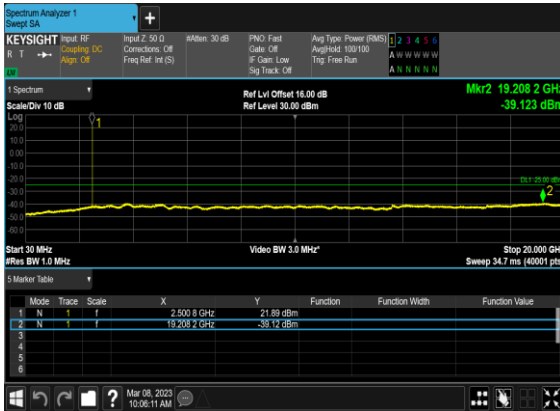 Spectrum Analyzer 1
Swept SA
+
KEYSIGHT Input: RF Input Z: 50 Ω #Atten: 30 dB PNO: Fast Avg Type: Power (RMS) 1 2 3 4 5 6
R T Coupling: DC Corrections: Off Gate: Off Avg|Hold: 100/100 A W W W W W
Align: Off Freq Ref: Int (S) IF Gain: Low Trig: Free Run
Sig Track: Off A N N N N N
1 Spectrum Ref Lvl Offset 16.00 dB Mkr2 19.208 2 GHz
Scale/Div 10 dB Ref Level 30.00 dBm -39.123 dBm
Log
1
20.0
10.0
0.00
-10.0
-20.0
DL1 -25.00 dBm
-30.0
2
-40.0
-50.0
-60.0
Start 30 MHz Video BW 3.0 MHz* Stop 20.000 GHz
#Res BW 1.0 MHz Sweep 34.7 ms (40001 pts)
5 Marker Table
Mode Trace Scale X Y Function Function Width Function Value
1 N 1 f 2.500 8 GHz 21.89 dBm
2 N 1 f 19.208 2 GHz -39.12 dBm
3
4
5
6
? Mar 08, 2023
10:06:11 AM